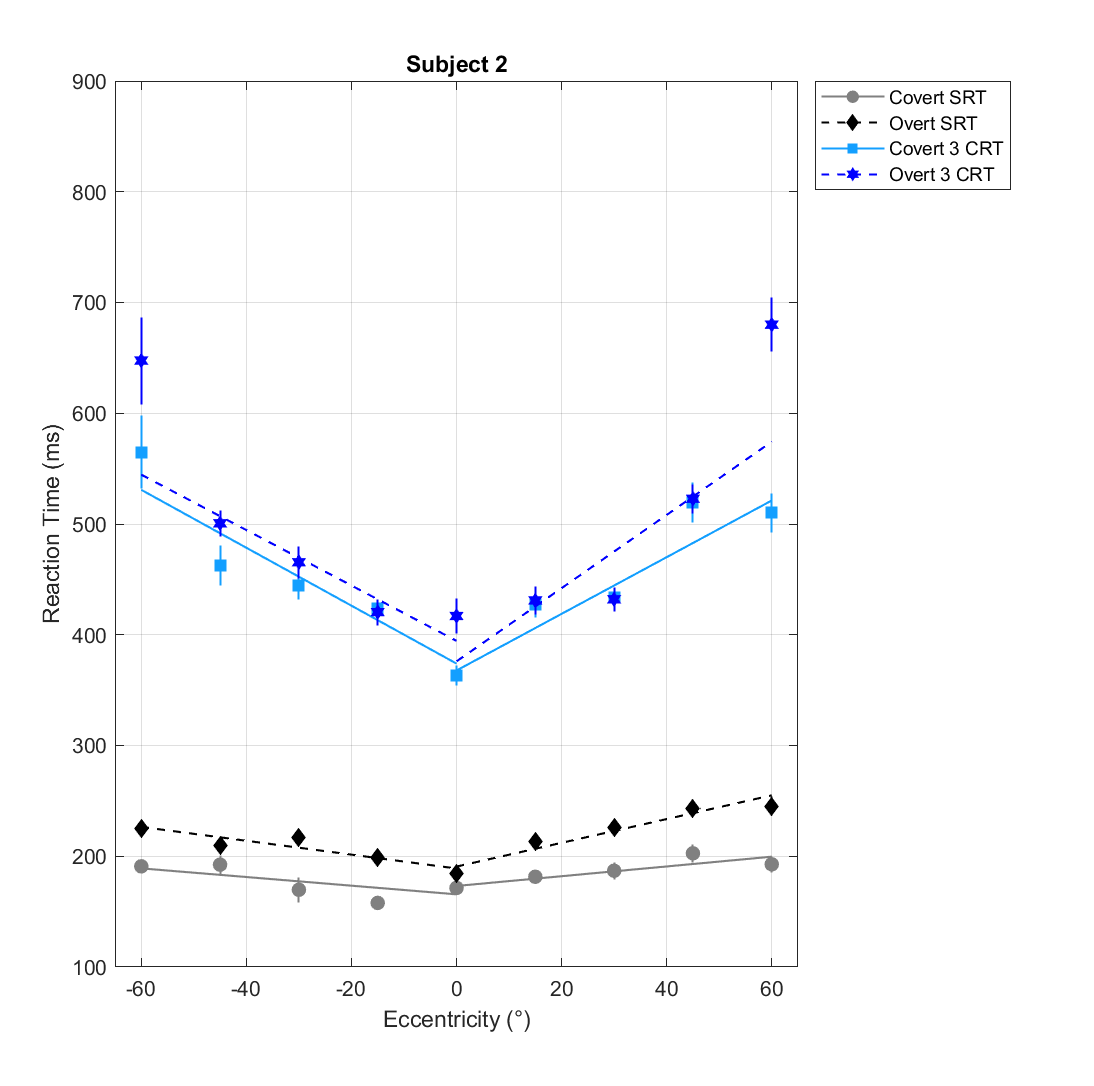 Subject 2
900
800
700
600
500
400
300
200
100
Reaction Time (ms)
-60
-40
-20
0
20
40
60
Eccentricity (°)
Covert SRT
Overt SRT
Covert 3 CRT
Overt 3 CRT